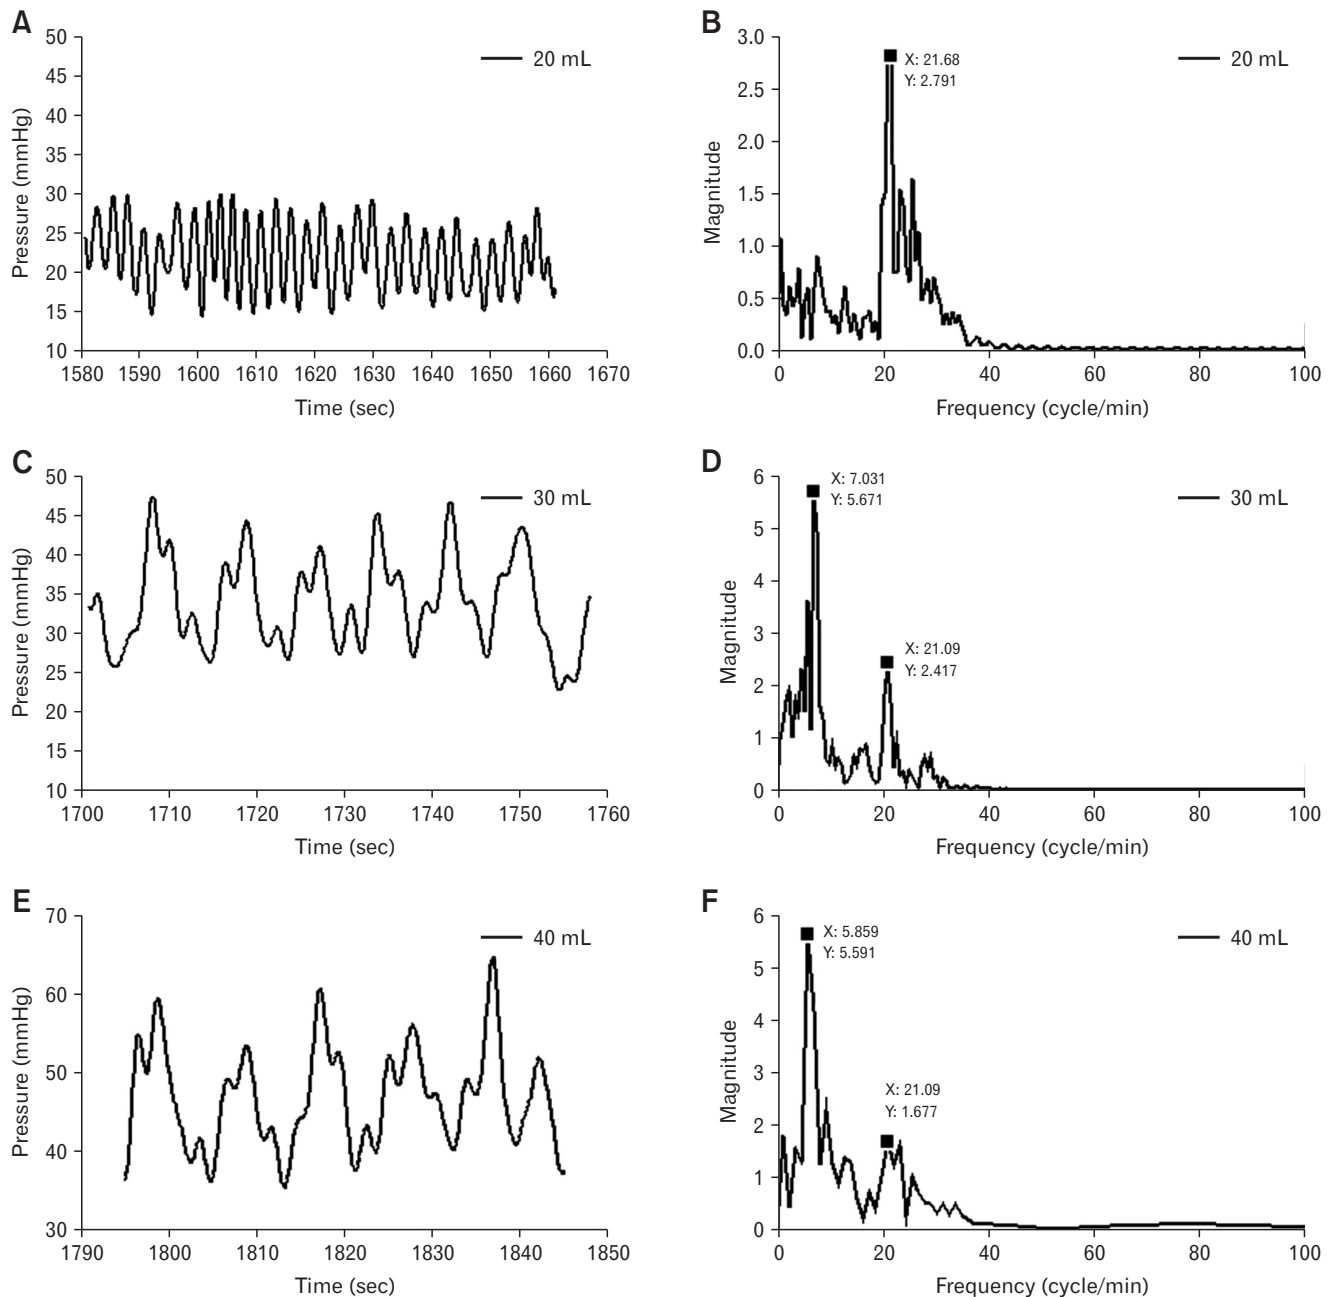 A
50
45
40
35
30
25
20
15
10
Pressure (mmHg)
20 mL
1580 1590 1600 1610 1620 1630 1640 1650 1660 1670
Time (sec)
B
3.0
2.5
2.0
1.5
1.0
0.5
0.0
Magnitude
X: 21.68
Y: 2.791
20 mL
0 20 40 60 80 100
Frequency (cycle/min)
C
50
45
40
35
30
25
20
15
10
Pressure (mmHg)
30 mL
1700 1710 1720 1730 1740 1750 1760
Time (sec)
D
6
5
4
3
2
1
0
Magnitude
X: 7.031
Y: 5.671
X: 21.09
Y: 2.417
30 mL
0 20 40 60 80 100
Frequency (cycle/min)
E
70
60
50
40
30
Pressure (mmHg)
40 mL
1790 1800 1810 1820 1830 1840 1850
Time (sec)
F
6
5
4
3
2
1
0
Magnitude
X: 5.859
Y: 5.591
X: 21.09
Y: 1.677
40 mL
0 20 40 60 80 100
Frequency (cycle/min)